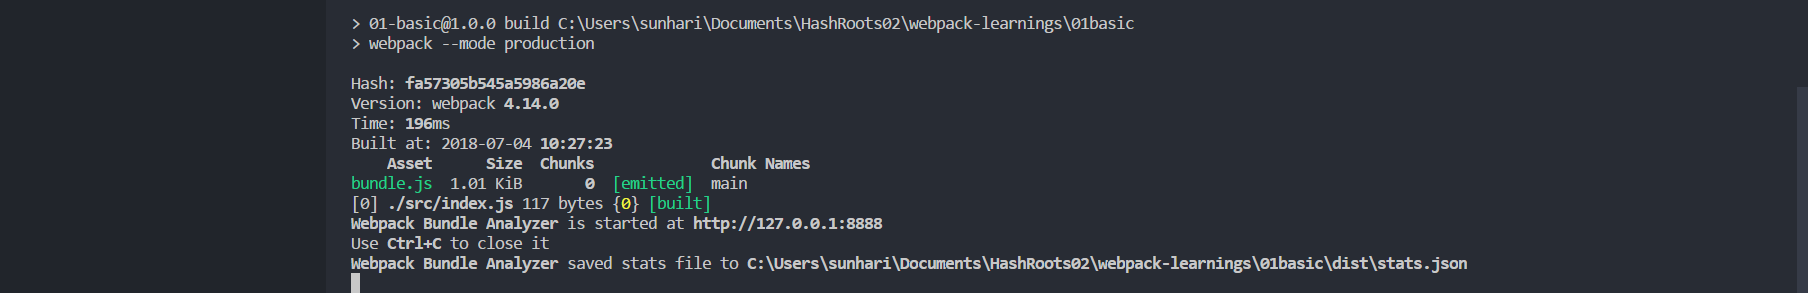 > 01-basic@1.0.0 build C:\Users\sunhari\Documents\HashRoots02\webpack-learnings\01basic
> webpack --mode production
Hash: fa57305b545a5986a20e
Version: webpack 4.14.0
Time: 196ms
Built at: 2018-07-04 10:27:23
    Asset      Size  Chunks             Chunk Names
bundle.js  1.01 KiB       0  [emitted]  main
[0] ./src/index.js 117 bytes {0} [built]
Webpack Bundle Analyzer is started at http://127.0.0.1:8888
Use Ctrl+C to close it
Webpack Bundle Analyzer saved stats file to C:\Users\sunhari\Documents\HashRoots02\webpack-learnings\01basic\dist\stats.json